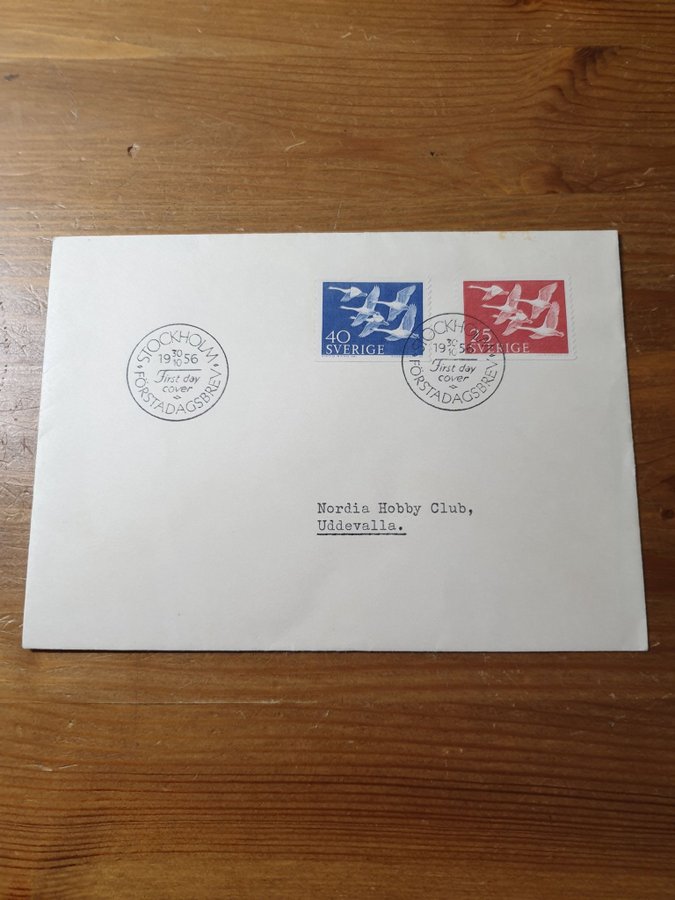 STOCKHOLM
30
1956
10
First day
cover
FÖRSTADAGSBREV
40
SVERIGE
25
SVERIGE
STOCKHOLM
30
1956
10
First day
cover
FÖRSTADAGSBREV
Nordia Hobby Club,
Uddevalla.